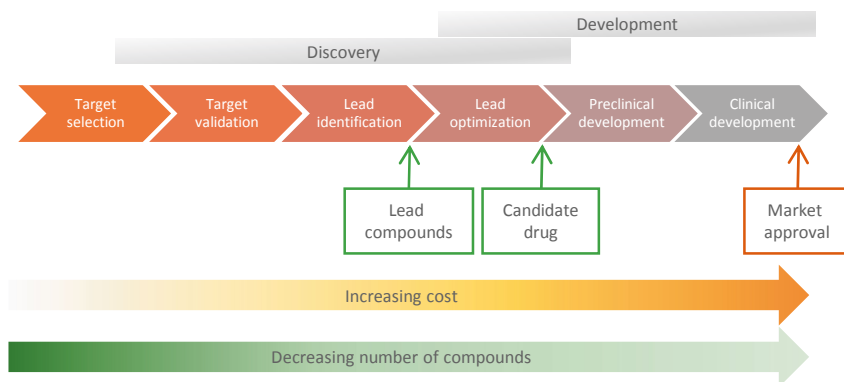 Development
Discovery
Target
selection
Target
validation
Lead
identification
Lead
optimization
Preclinical
development
Clinical
development
Lead
compounds
Candidate
drug
Market
approval
Increasing cost
Decreasing number of compounds